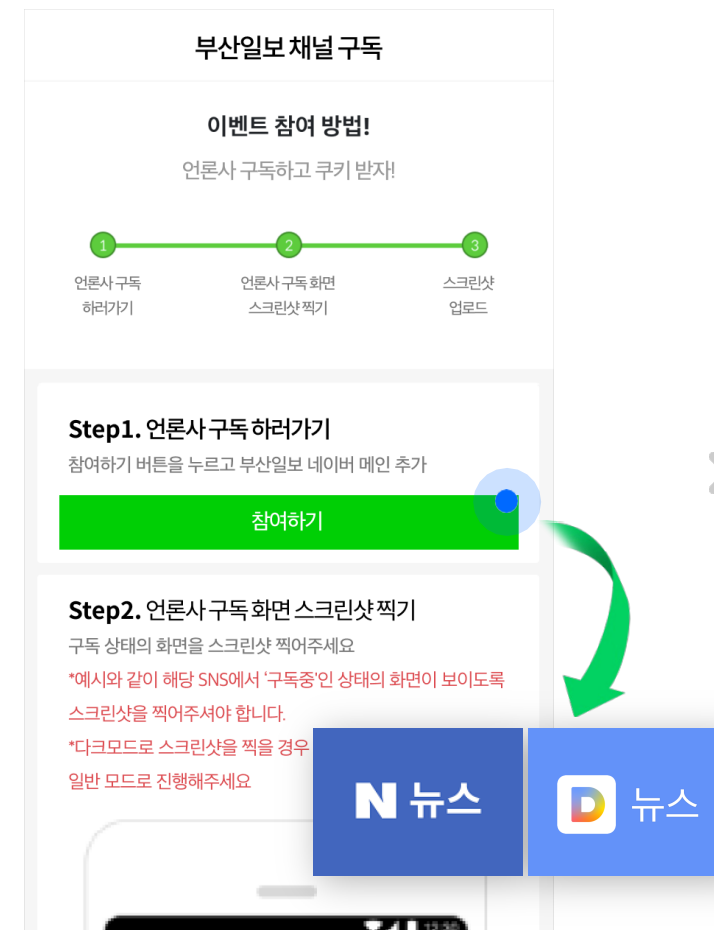 부산일보 채널 구독
이벤트 참여 방법!
언론사 구독하고 쿠키 받자!
1
2
3
언론사 구독
하러가기
언론사 구독 화면
스크린샷 찍기
스크린샷
업로드
Step1. 언론사 구독 하러가기
참여하기 버튼을 누르고 부산일보 네이버 메인 추가
참여하기
Step2. 언론사 구독 화면 스크린샷 찍기
구독 상태의 화면을 스크린샷 찍어주세요
*예시와 같이 해당 SNS에서 ‘구독중’인 상태의 화면이 보이도록
스크린샷을 찍어주셔야 합니다.
*다크모드로 스크린샷을 찍을 경우
일반 모드로 진행해주세요
N 뉴스
D 뉴스
12:30